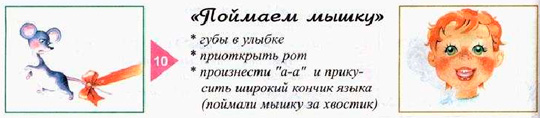 «Поймаем мышку»
10
* губы в улыбке
* приоткрыть рот
* произнести "а-а" и прику-
сить широкий кончик языка
(поймали мышку за хвостик)